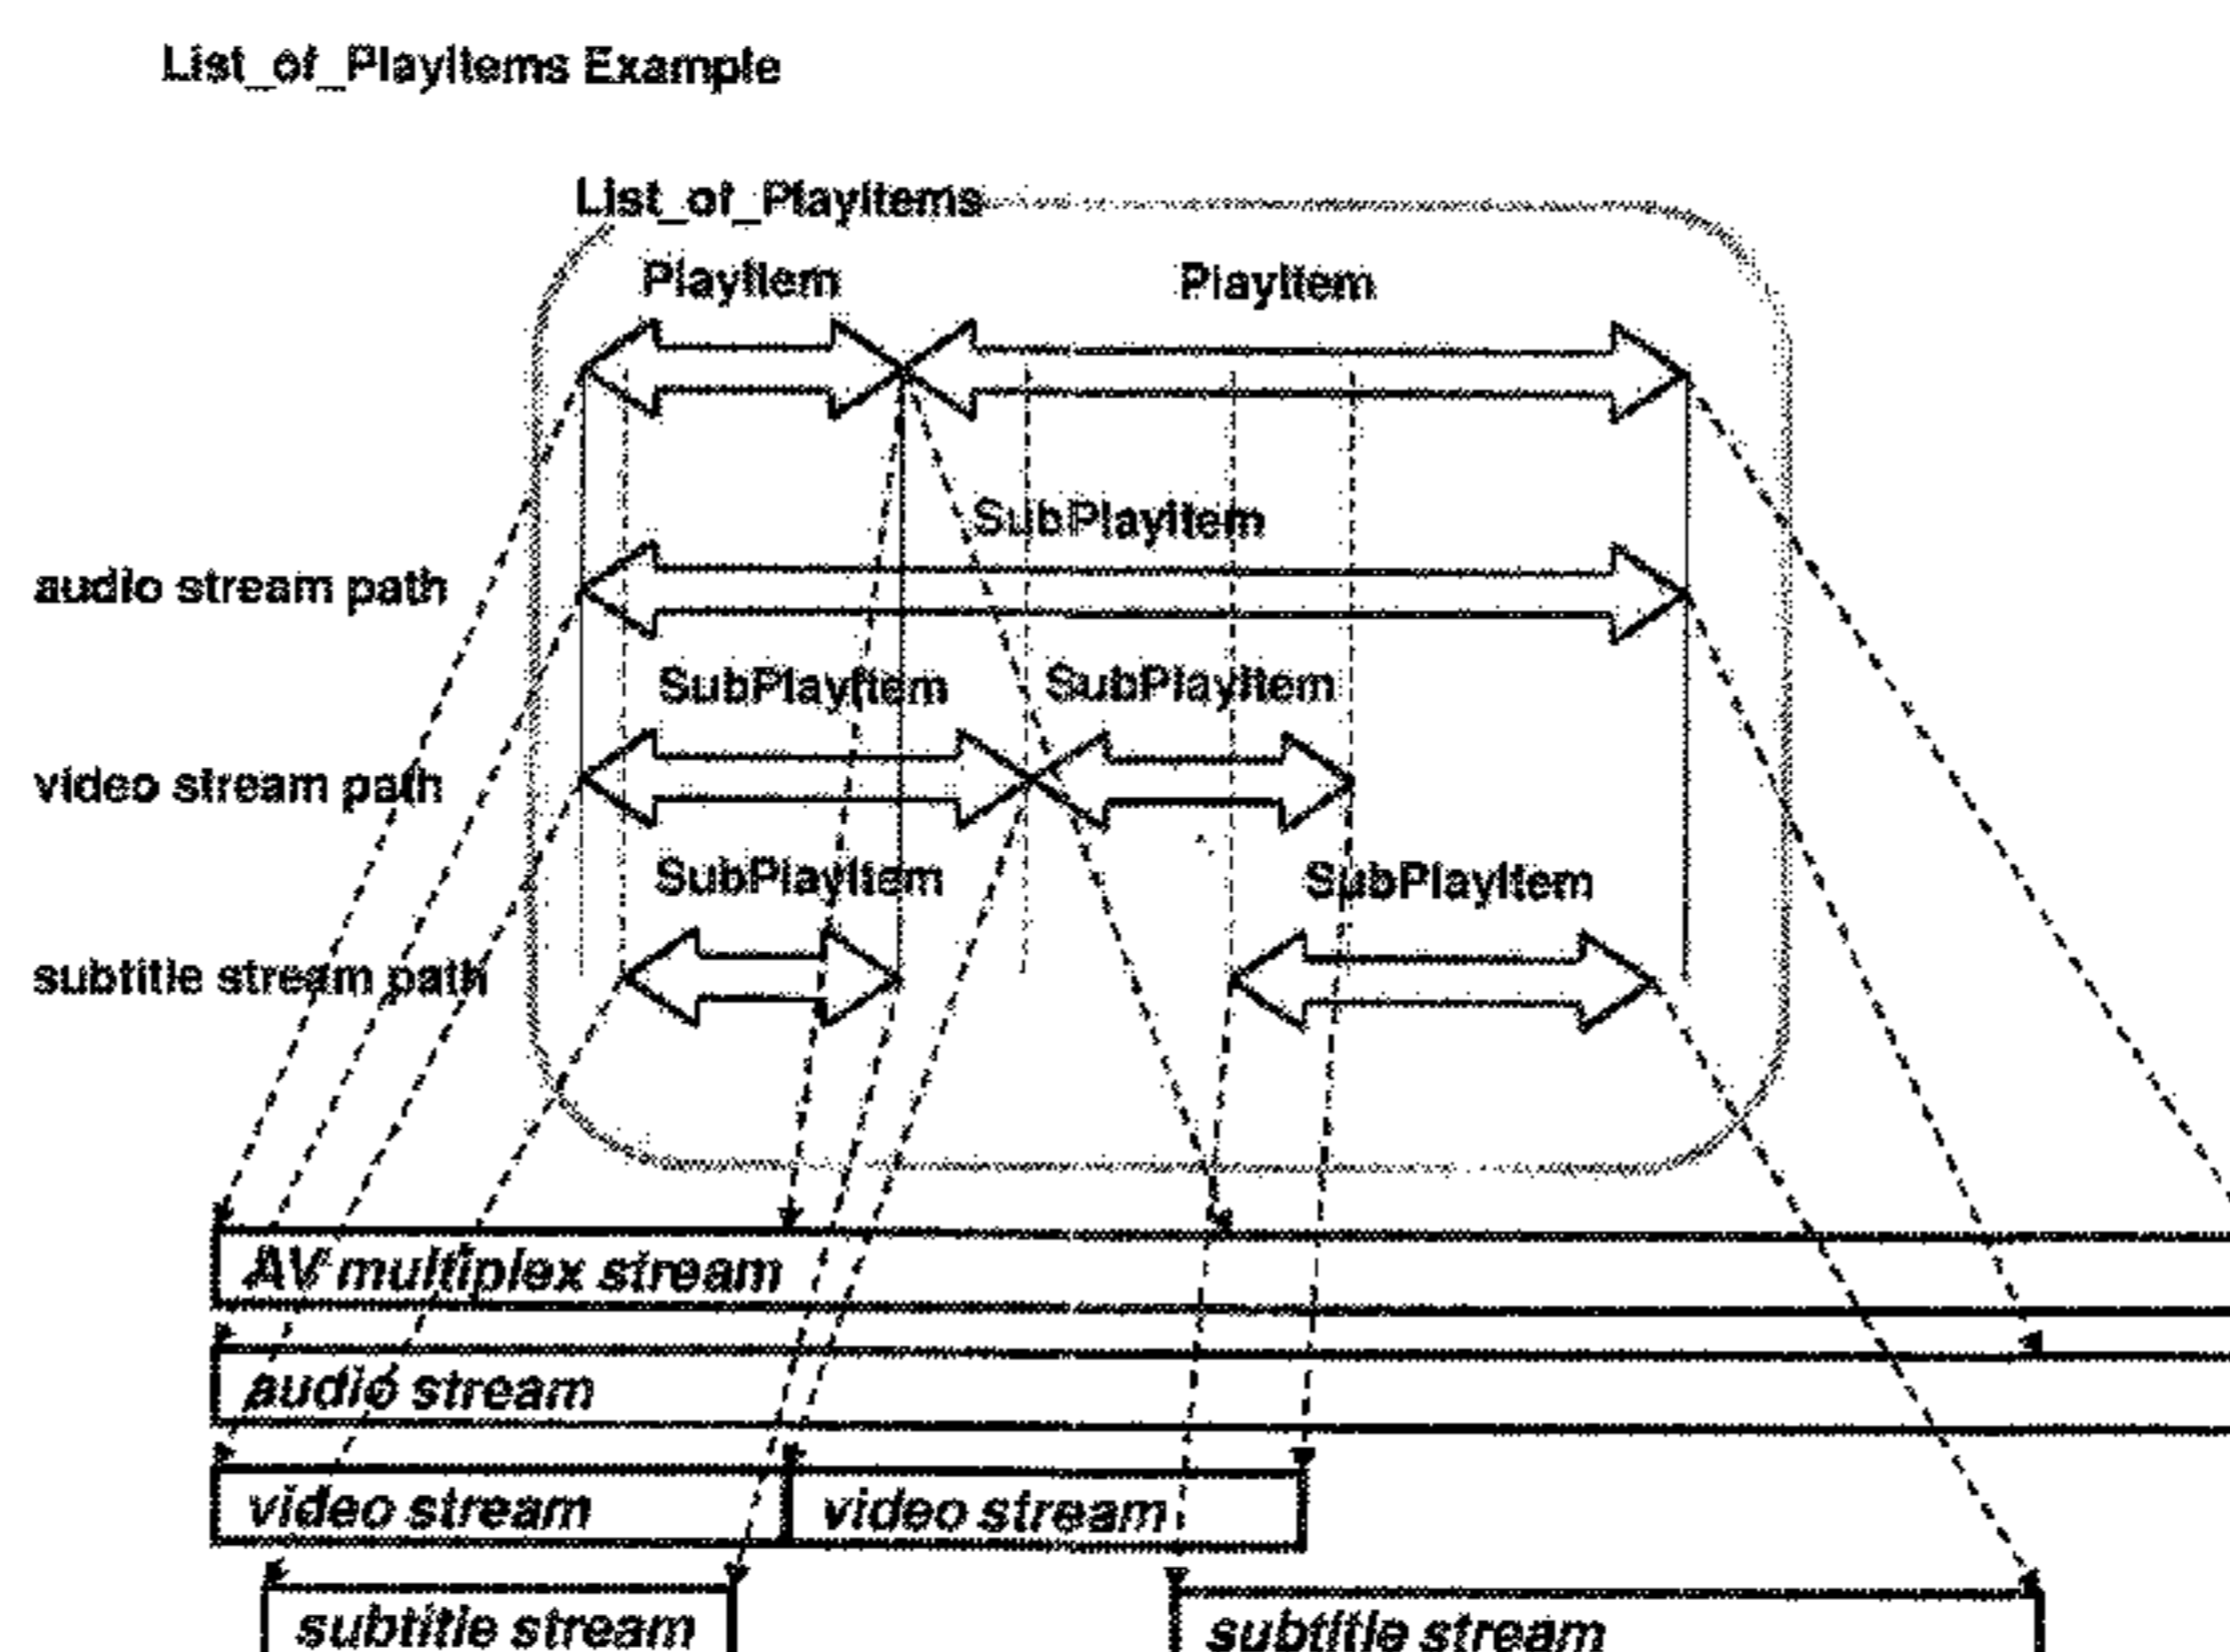 List_of_PlayItems Example
List_of_PlayItems
PlayItem PlayItem
SubPlayItem
audio stream path
SubPlayItem SubPlayItem
video stream path
SubPlayItem SubPlayItem
subtitle stream path
AV multiplex stream
audio stream
video stream video stream
subtitle stream subtitle stream